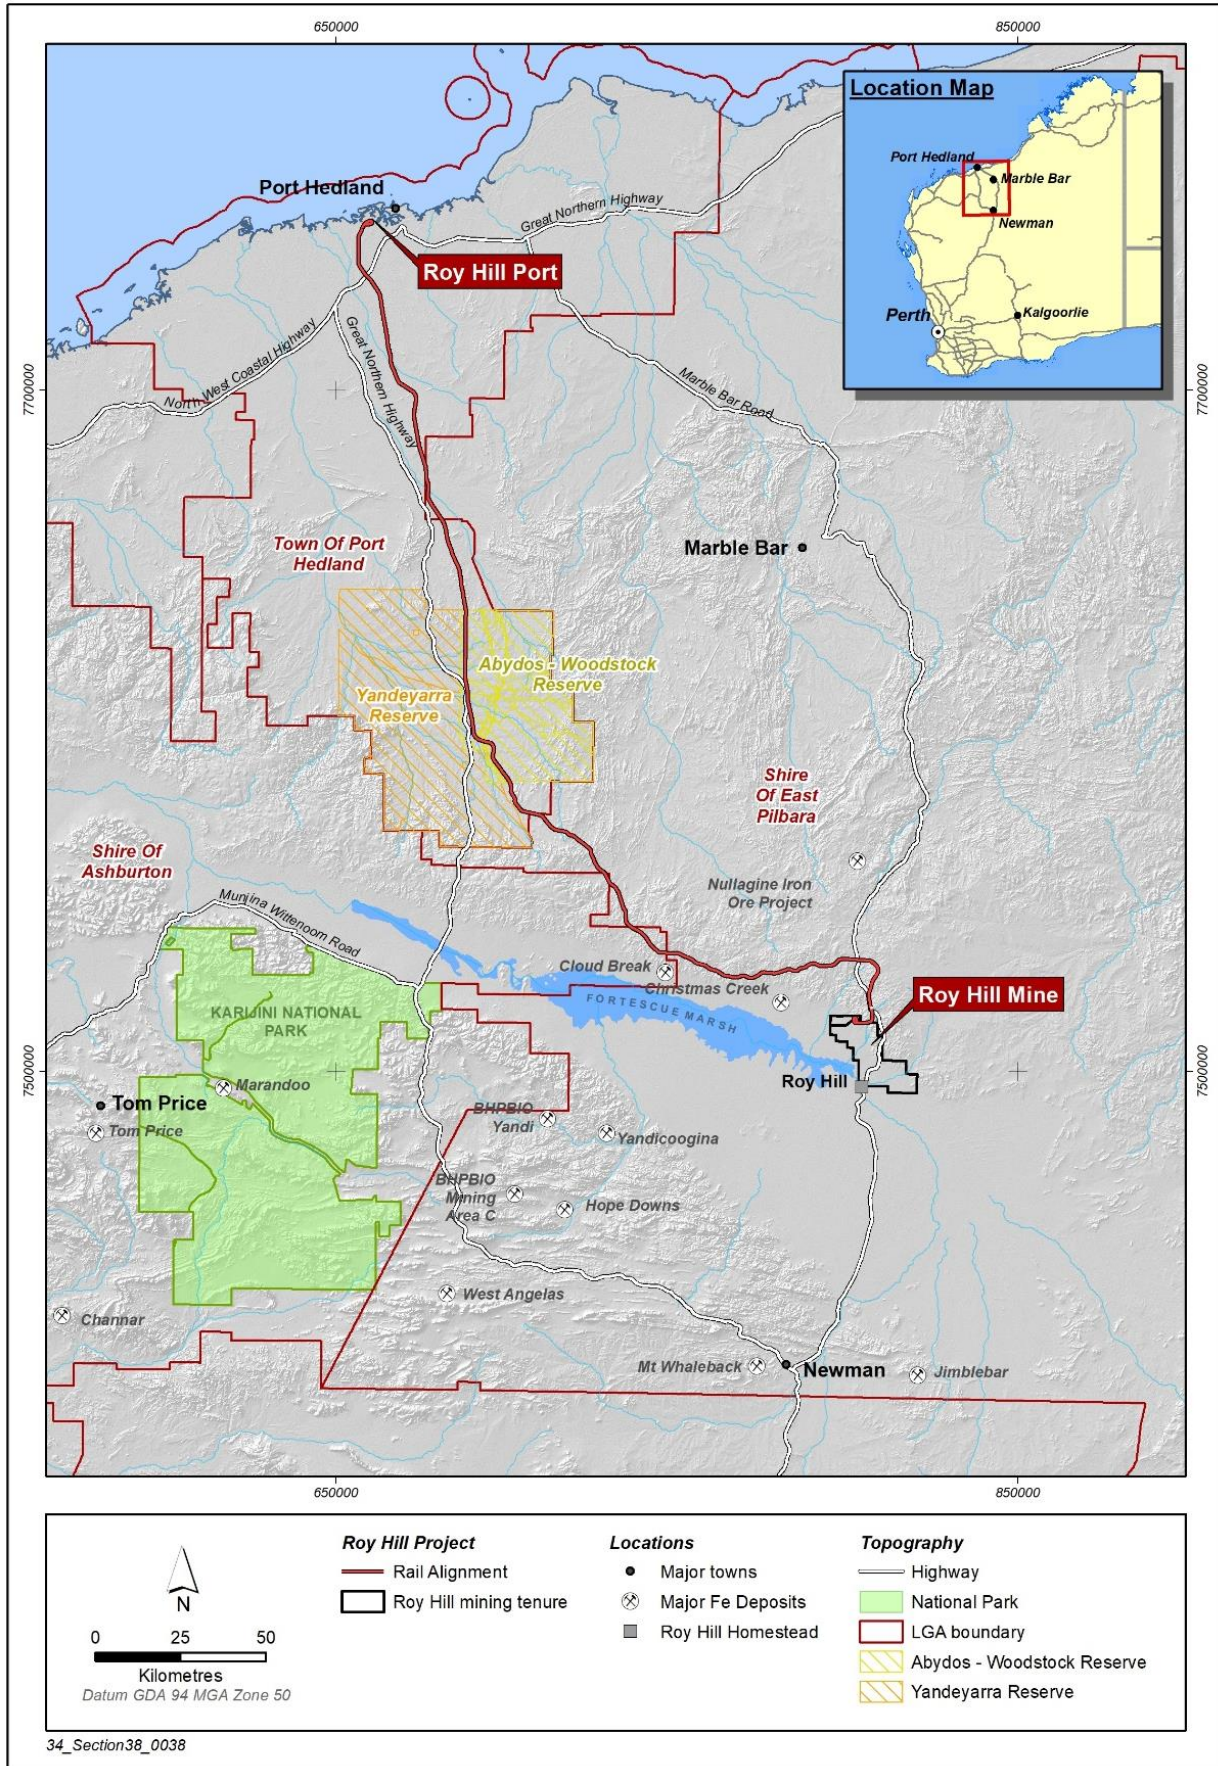 650000
850000
Location Map
Port Hedland
Marble Bar
Newman
Kalgoorlie
Perth
Port Hedland
Great Northern Highway
Roy Hill Port
North West Coastal Highway
Great Northern Highway
Marble Bar Road
7700000
7700000
Town Of Port
Hedland
Marble Bar
Abydos - Woodstock
Reserve
Yandeyarra
Reserve
Shire
Of East
Pilbara
Shire Of
Ashburton
Nullagine Iron
Ore Project
Munjina Wittenoom Road
Cloud Break
Christmas Creek
FORTESCUE MARSH
Roy Hill Mine
KARIJINI NATIONAL
PARK
7500000
7500000
Roy Hill
Marandoo
Tom Price
Tom Price
BHPBIO
Yandi
Yandicoogina
BHPBIO
Mining
Area C
Hope Downs
West Angelas
Channar
Mt Whaleback
Newman
Jimblebar
650000
850000
N
0 25 50
Kilometres
Datum GDA 94 MGA Zone 50
Roy Hill Project
Rail Alignment
Roy Hill mining tenure
Locations
Major towns
Major Fe Deposits
Roy Hill Homestead
Topography
Highway
National Park
LGA boundary
Abydos - Woodstock Reserve
Yandeyarra Reserve
34_Section38_0038